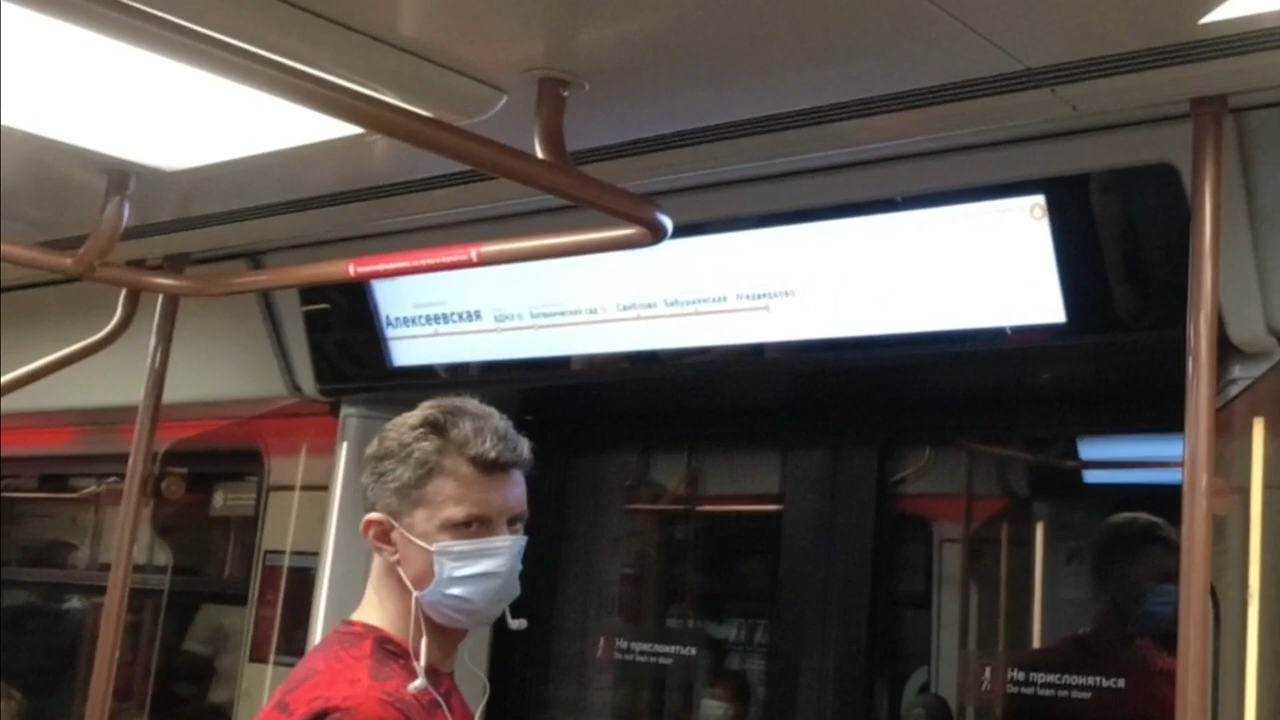 Алексеевская
ВДНХ
Ботанический сад
Свиблово
Бабушкинская
Медведково
Не прислоняться
Do not lean on door
Не прислоняться
Do not lean on door